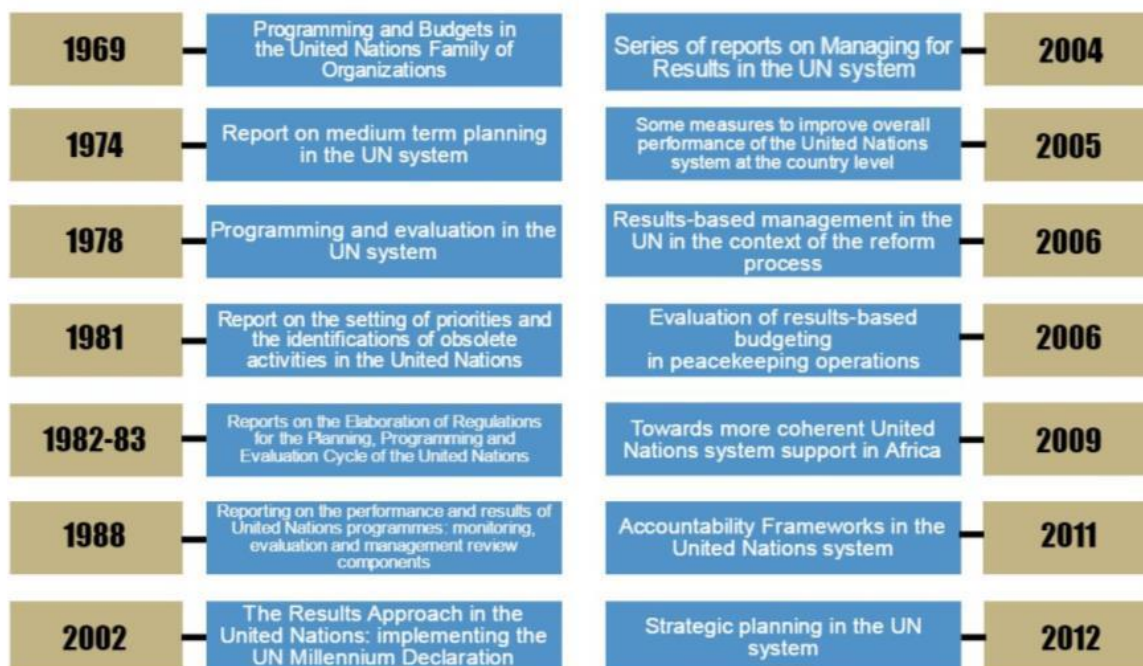 1969
Programming and Budgets in
the United Nations Family of
Organizations
1974
Report on medium term planning
in the UN system
1978
Programming and evaluation in the
UN system
1981
Report on the setting of priorities and
the identifications of obsolete
activities in the United Nations
1982-83
Reports on the Elaboration of Regulations
for the Planning, Programming and
Evaluation Cycle of the United Nations
1988
Reporting on the performance and results of
United Nations programmes: monitoring,
evaluation and management review
components
2002
The Results Approach in the
United Nations: implementing the
UN Millennium Declaration
Series of reports on Managing for
Results in the UN system
2004
Some measures to improve overall
performance of the United Nations
system at the country level
2005
Results-based management in the
UN in the context of the reform
process
2006
Evaluation of results-based
budgeting
in peacekeeping operations
2006
Towards more coherent United
Nations system support in Africa
2009
Accountability Frameworks in the
United Nations system
2011
Strategic planning in the UN
system
2012